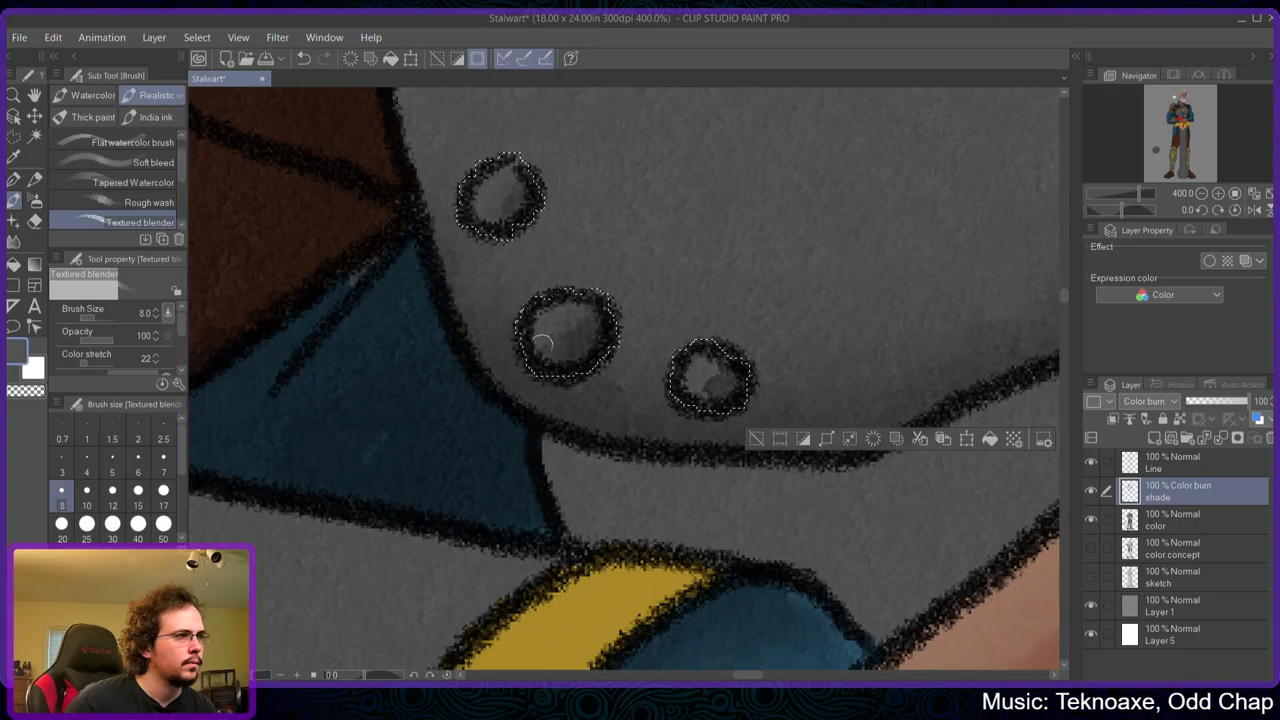 Stalwart* (18.00 x 24.00in 300dpi 400.0%) - CLIP STUDIO PAINT PRO
File Edit Animation Layer Select View Filter Window Help
Sub Tool [Brush]
Stalwart*
Navigator
Watercolor Realistic w
Thick paint India ink
Flat watercolor brush
Soft bleed
Tapered Watercolor
Rough wash
Textured blender
400.0
0.0
Layer Property
Effect
Tool property [Textured blen
Textured blender
Expression color
Color
Brush Size 8.0
Opacity 100
Color stretch 22
Layer History Auto Action
Color burn 100
Brush size [Textured blende
0.7 1 1.5 2 2.5
3 4 5 6 7
8 10 12 15 17
20 25 30 40 50
100 % Normal
Line
100 % Color burn
shade
100 % Normal
color
100 % Normal
color concept
100 % Normal
sketch
100 % Normal
Layer 1
100 % Normal
Layer 5
Music: Teknoaxe, Odd Chap